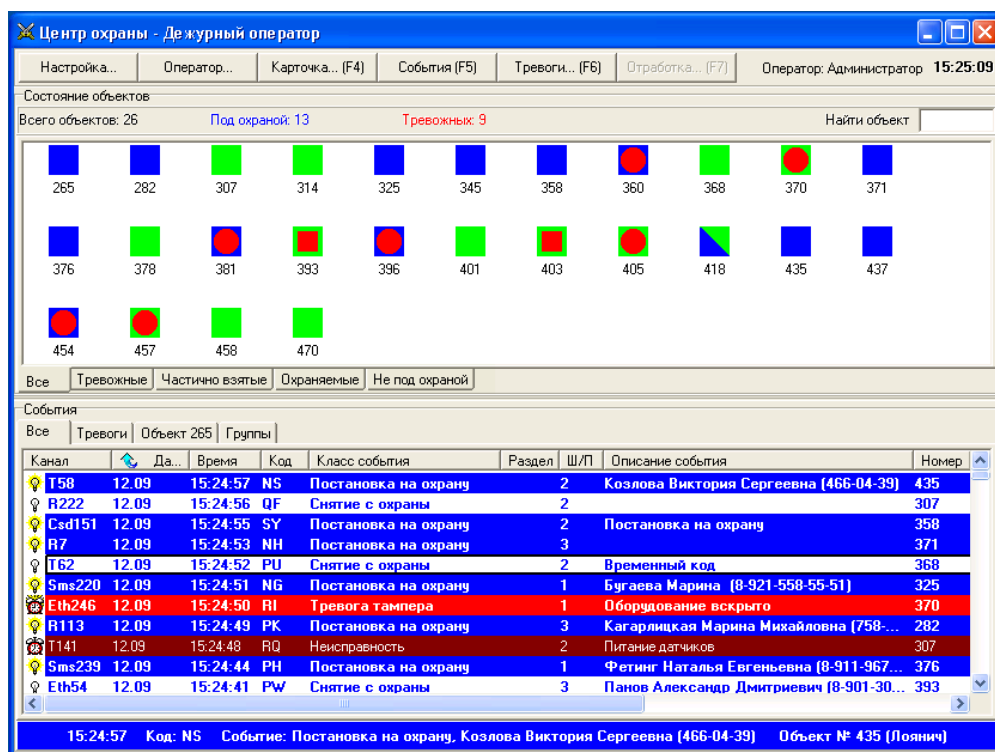 Центр охраны - Дежурный оператор
Настройка... Оператор... Карточка... (F4) События (F5) Тревоги... (F6) Отработка... (F7) Оператор: Администратор 15:25:09
Состояние объектов
Всего объектов: 26 Под охраной: 13 Тревожных: 9 Найти объект
265 282 307 314 325 345 358 360 368 370 371
376 378 381 393 396 401 403 405 418 435 437
454 457 458 470
Все Тревожные Частично взятые Охраняемые Не под охраной
События
Все Тревоги Объект 265 Группы
Канал Да... Время Код Класс события Раздел Ш/П Описание события Номер
T58 12.09 15:24:57 NS Постановка на охрану 2 Козлова Виктория Сергеевна (466-04-39) 435
R222 12.09 15:24:56 QF Снятие с охраны 2 307
Csd151 12.09 15:24:55 SY Постановка на охрану 2 Постановка на охрану 358
R7 12.09 15:24:53 NH Постановка на охрану 3 371
T62 12.09 15:24:52 PU Снятие с охраны 2 Временный код 368
Sms220 12.09 15:24:51 NG Постановка на охрану 1 Бугаева Марина (8-921-558-55-51) 325
Eth246 12.09 15:24:50 RI Тревога тампера 1 Оборудование вскрыто 370
R113 12.09 15:24:49 PK Постановка на охрану 3 Кагарлицкая Марина Михайловна (758-... 282
T141 12.09 15:24:48 RQ Неисправность 2 Питание датчиков 307
Sms239 12.09 15:24:44 PH Постановка на охрану 1 Фетинг Наталья Евгеньевна (8-911-967... 376
Eth54 12.09 15:24:41 PW Снятие с охраны 3 Панов Александр Дмитриевич (8-901-30... 393
15:24:57 Код: NS Событие: Постановка на охрану, Козлова Виктория Сергеевна (466-04-39) Объект № 435 (Лоянич)